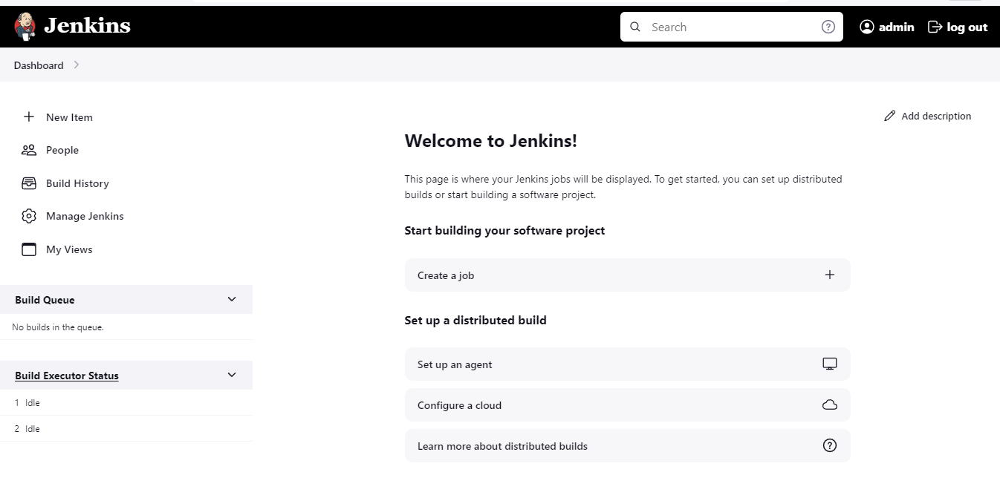 Jenkins
Search
admin
log out
Dashboard
New Item
People
Build History
Manage Jenkins
My Views
Build Queue
No builds in the queue.
Build Executor Status
1 Idle
2 Idle
Add description
Welcome to Jenkins!
This page is where your Jenkins jobs will be displayed. To get started, you can set up distributed
builds or start building a software project.
Start building your software project
Create a job
Set up a distributed build
Set up an agent
Configure a cloud
Learn more about distributed builds